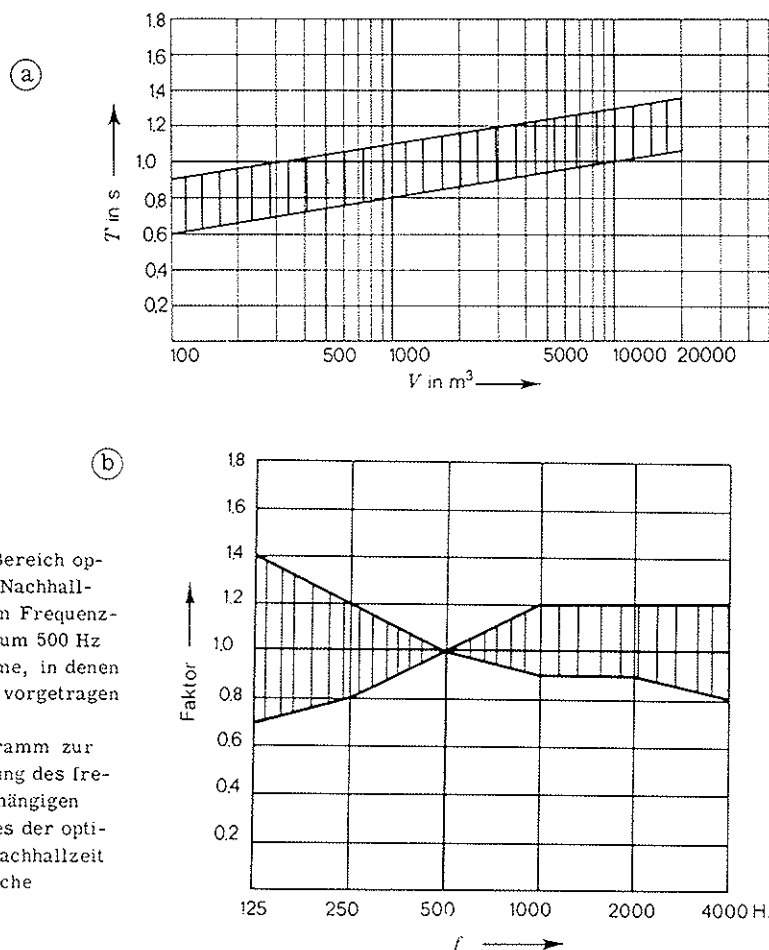 a
1.8
1.6
1.4
1.2
1.0
0.8
0.6
0.4
0.2
T in s
100 500 1000 5000 10000 20000
V in m³
b
1.8
1.6
1.4
1.2
1.0
0.8
0.6
0.4
0.2
Faktor
125 250 500 1000 2000 4000 H.
f
Bereich op-
Nachhall-
Frequenz-
um 500 Hz
me, in denen
vorgetragen
ramm zur
ung des fre-
hängigen
es der opti-
achhallzeit
che